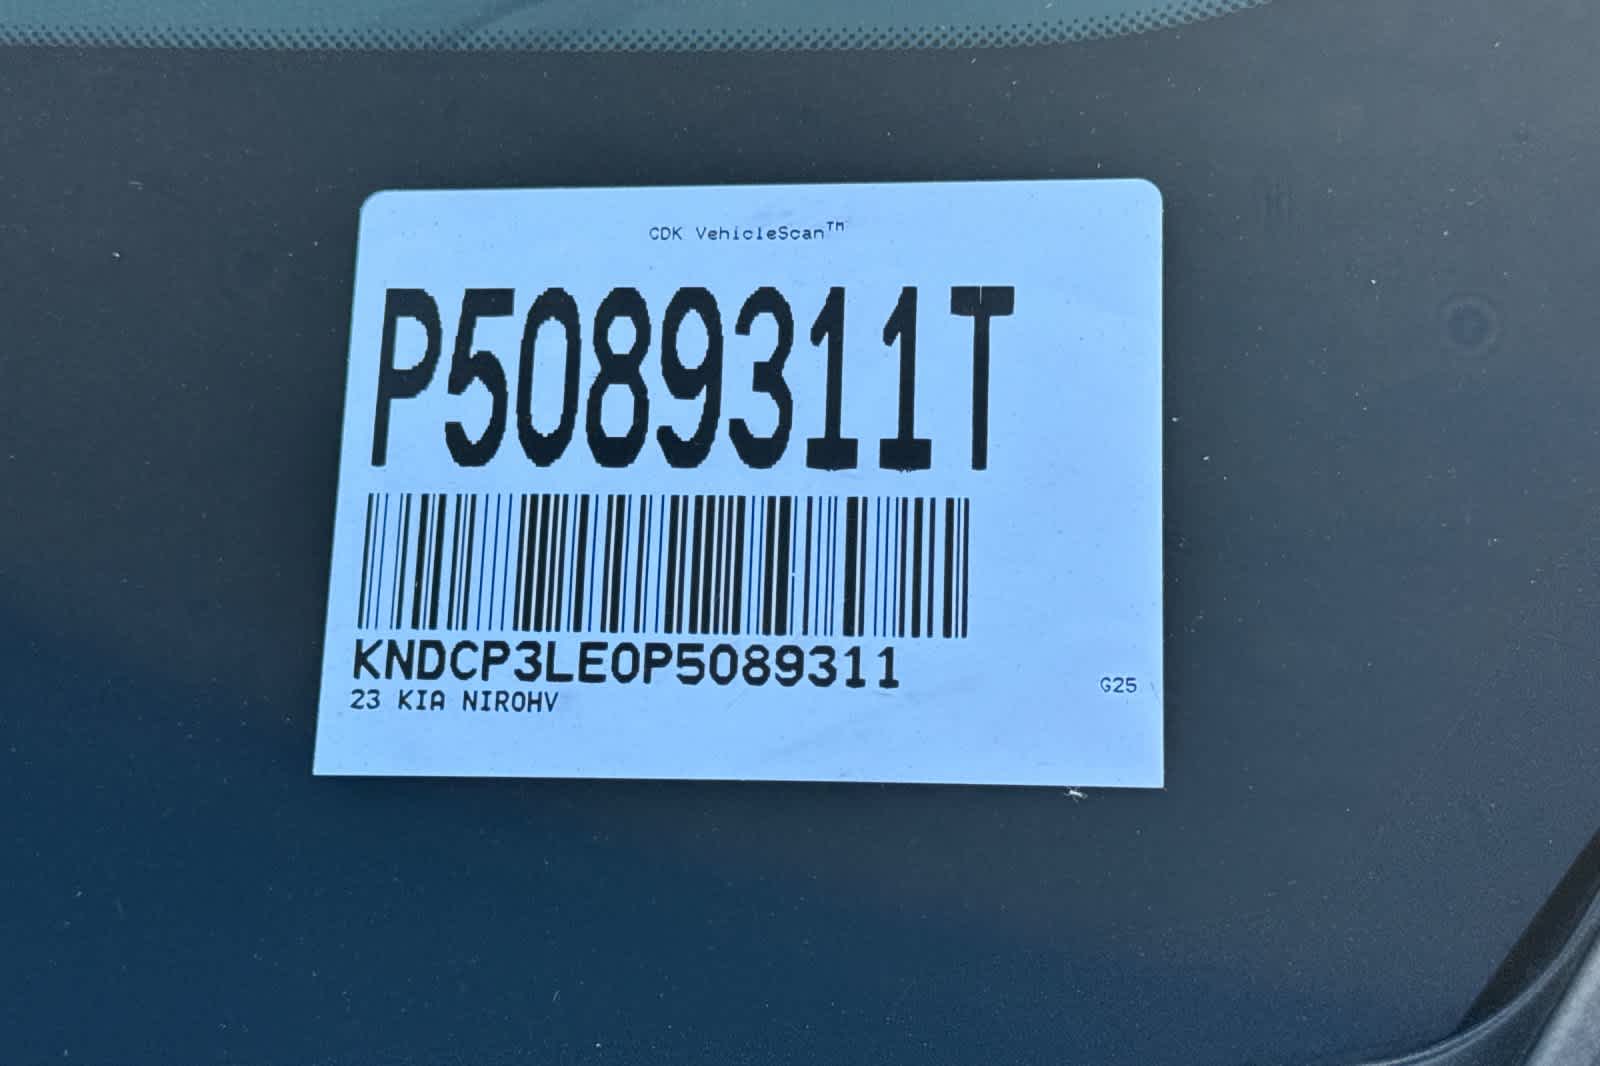 CDK VehicleScan™
P5089311T
KNDCP3LE0P5089311
23 KIA NIROHV
G25